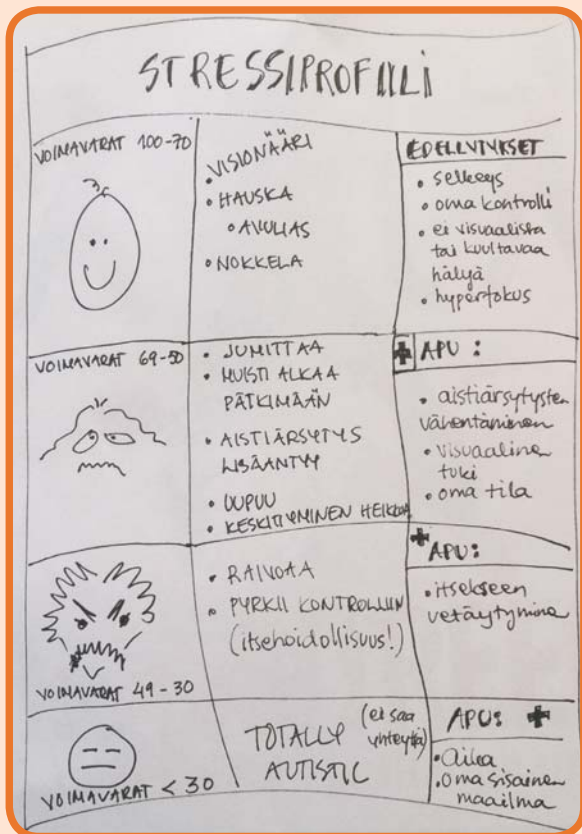 STRESSIPROFIILI
VOIMAVARAT 100-70
• VISIONÄÄRI
• HAUSKA
• AVULIAS
• NOKKELA
EDELLYTYKSET
• selkeys
• oma kontrolli
• ei visuaalista
tai kuultavaa
hälyä
• hyperfokus
VOIMAVARAT 69-50
• JUMITTAA
• MUISTI ALKAA
PÄTKIMÄÄN
• AISTIÄRSYTYS
LISÄÄNTYY
• UUPUU
• KESKITTYMINEN HEIKKOA
+ APU :
• aistiärsytysten
vähentäminen
• visuaalinen
tuki
• oma tila
VOIMAVARAT 49-30
• RAIVOAA
• PYRKII KONTROLLIIN
(itsehoidollisuus!)
+ APU:
• itsekseen
vetäytyminen
VOIMAVARAT < 30
TOTALLY (ei saa
yhteyttä)
AUTISTIC
APU: +
• Aika
• oma sisäinen
maailma